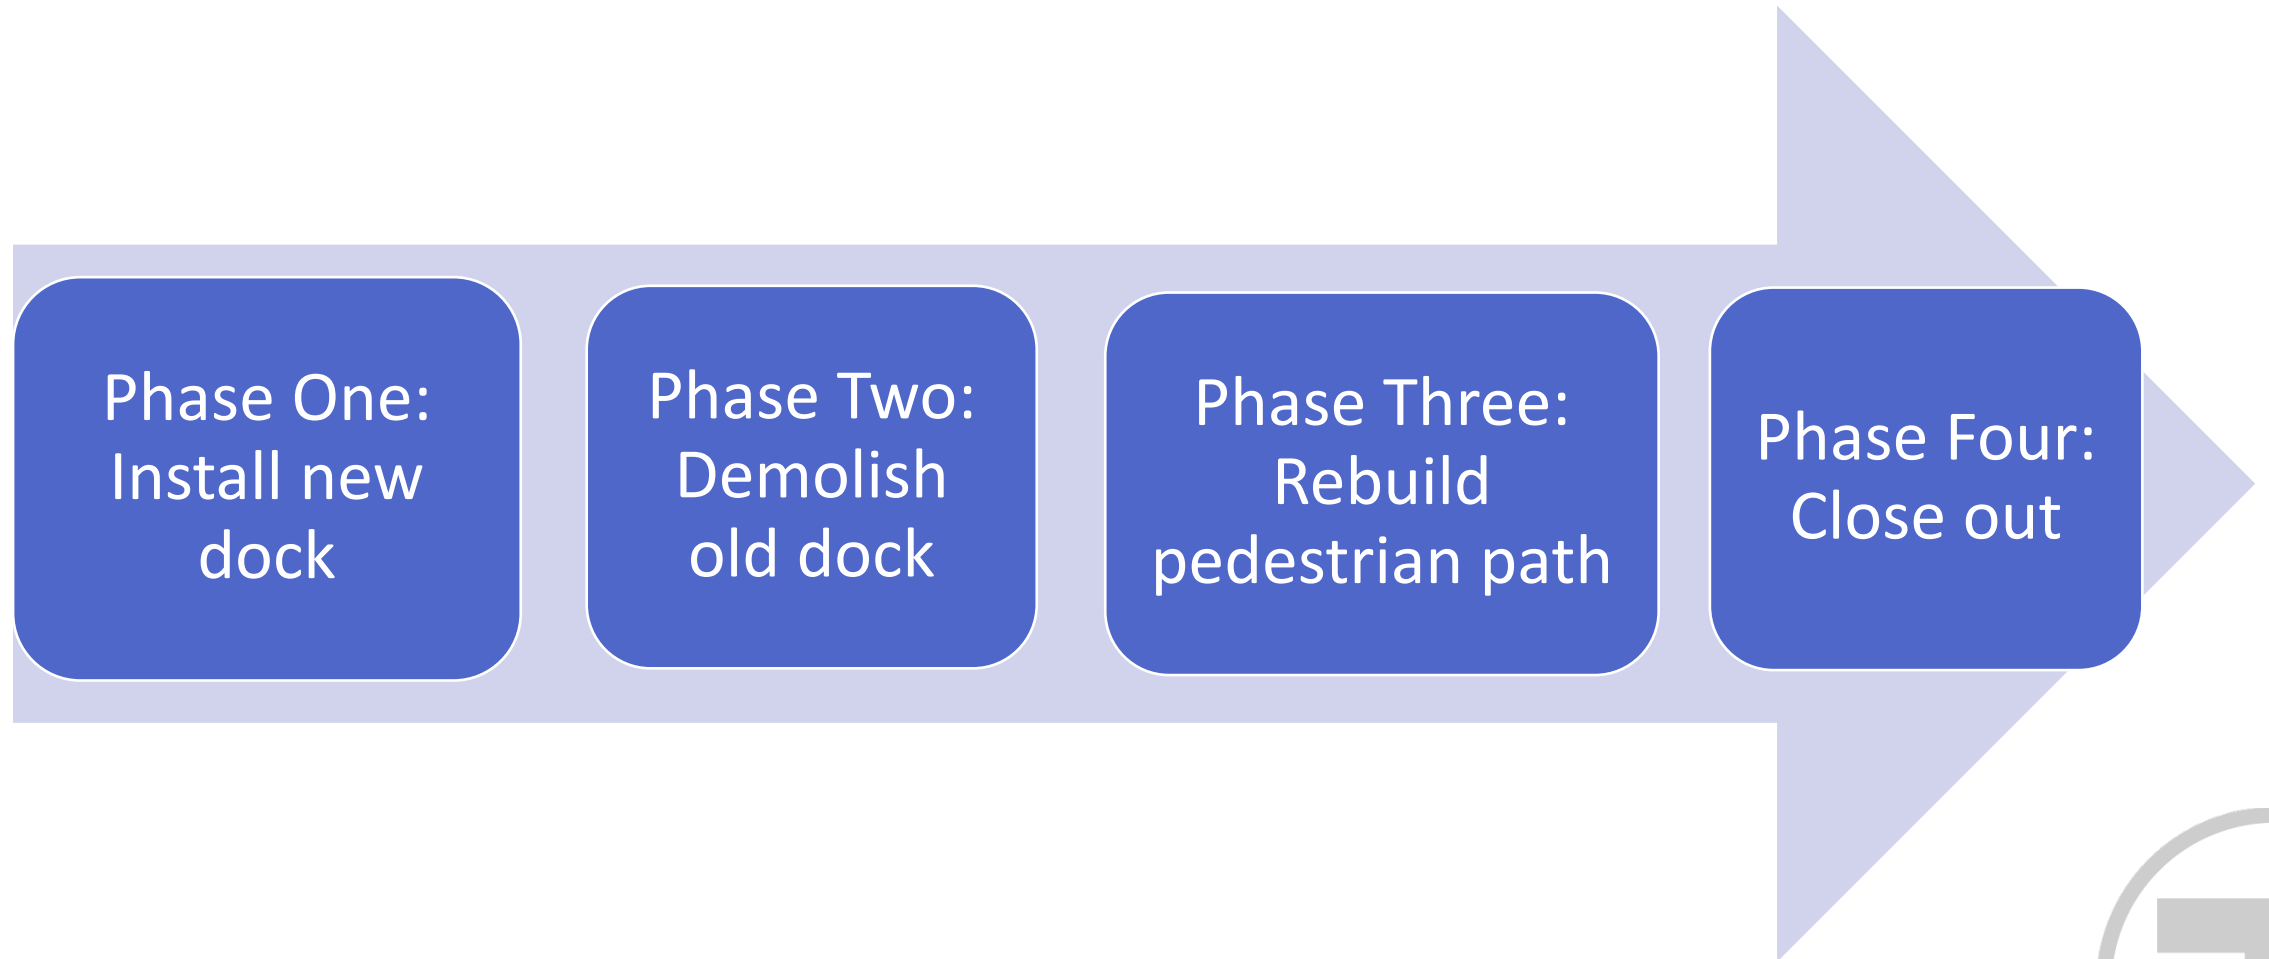 Phase One:
Install new
dock
Phase Two:
Demolish
old dock
Phase Three:
Rebuild
pedestrian path
Phase Four:
Close out